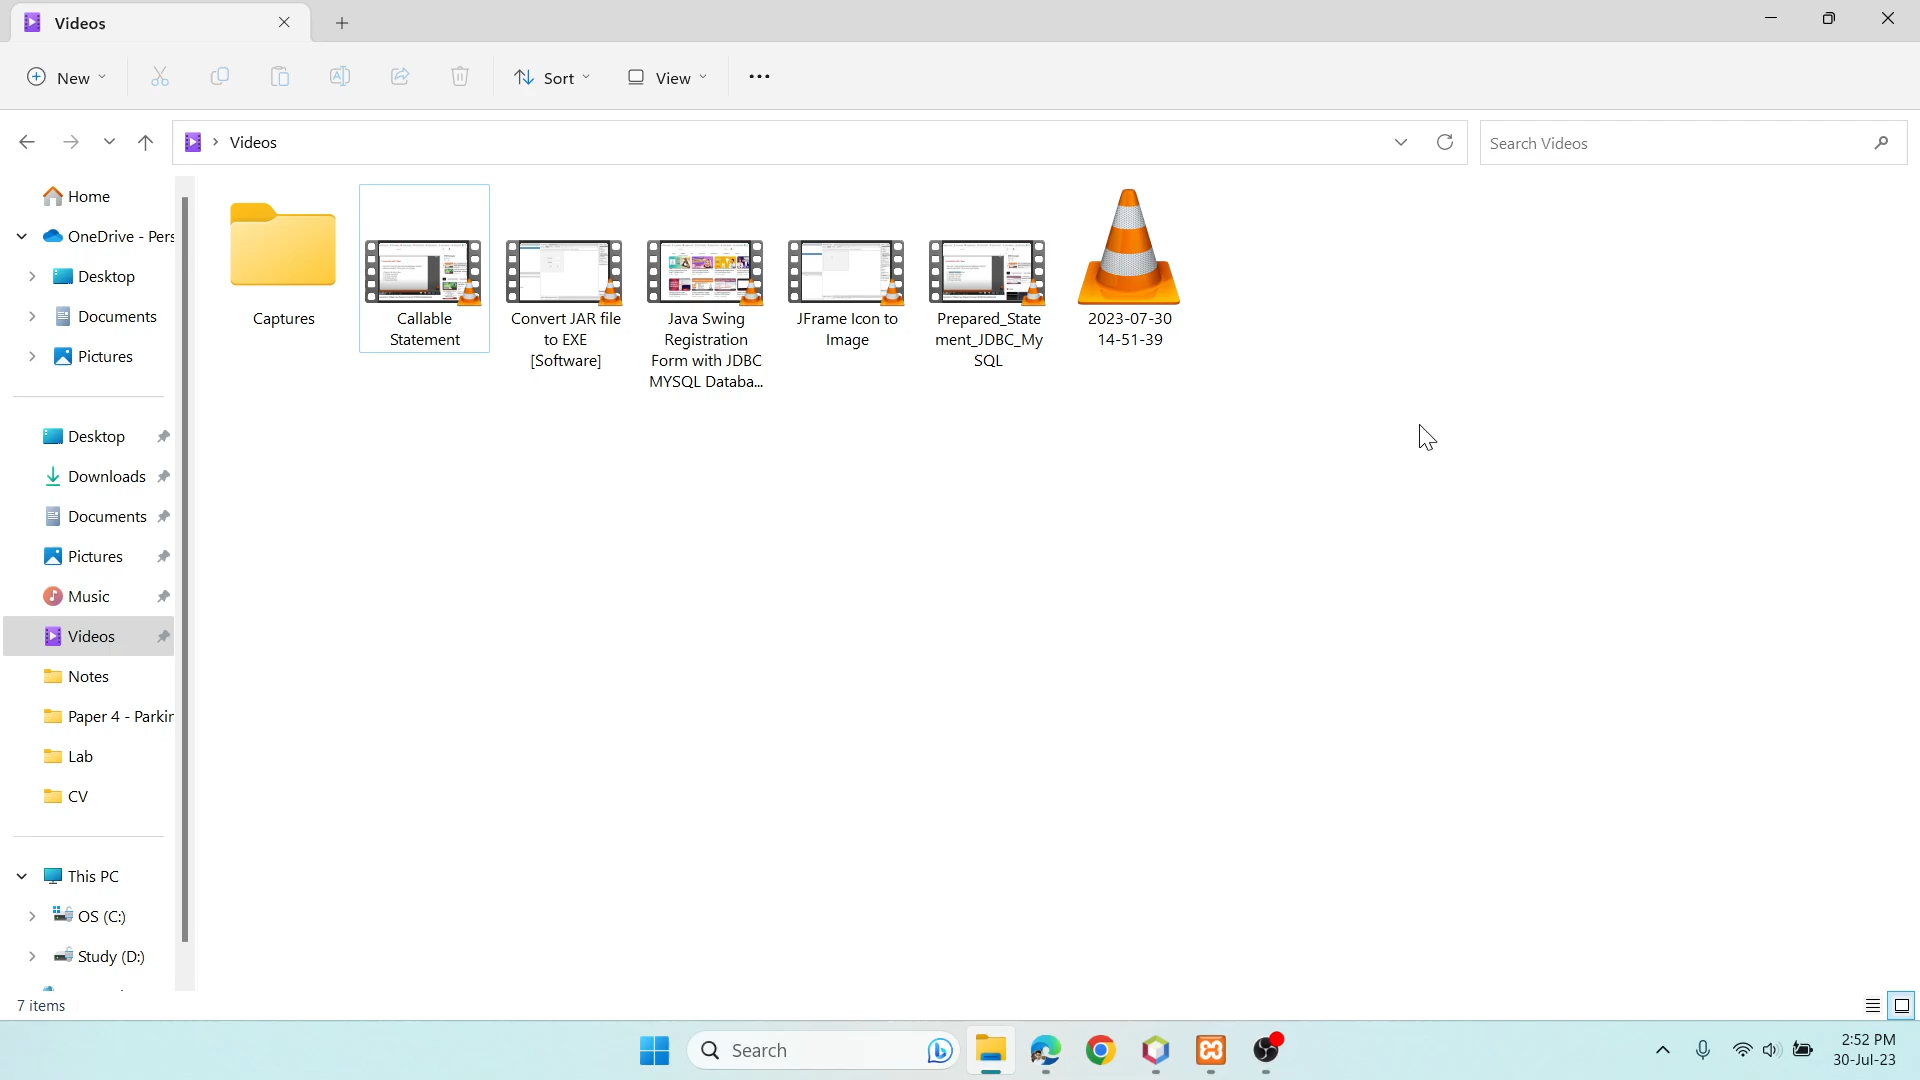 Videos
New
Sort
View
Videos
Search Videos
Home
OneDrive - Pers
Desktop
Documents
Pictures
Desktop
Downloads
Documents
Pictures
Music
Videos
Notes
Paper 4 - Parkir
Lab
CV
This PC
OS (C:)
Study (D:)
Captures
Callable
Statement
Convert JAR file
to EXE
[Software]
Java Swing
Registration
Form with JDBC
MYSQL Databa...
JFrame Icon to
Image
Prepared_State
ment_JDBC_My
SQL
2023-07-30
14-51-39
7 items
Search
2:52 PM
30-Jul-23